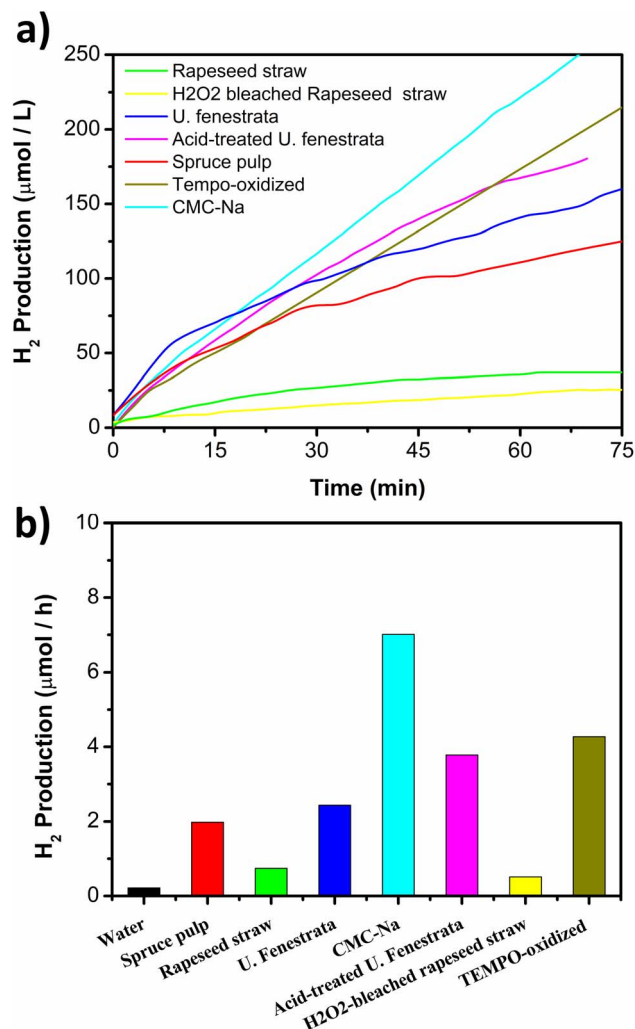 a)
250
200
150
100
50
0
H2 Production (μmol / L)
Rapeseed straw
H2O2 bleached Rapeseed straw
U. fenestrata
Acid-treated U. fenestrata
Spruce pulp
Tempo-oxidized
CMC-Na
0 15 30 45 60 75
Time (min)
b)
10
8
6
4
2
0
H2 Production (μmol / h)
Water
Spruce pulp
Rapeseed straw
U. Fenestrata
CMC-Na
Acid-treated U. Fenestrata
H2O2-bleached rapeseed straw
TEMPO-oxidized